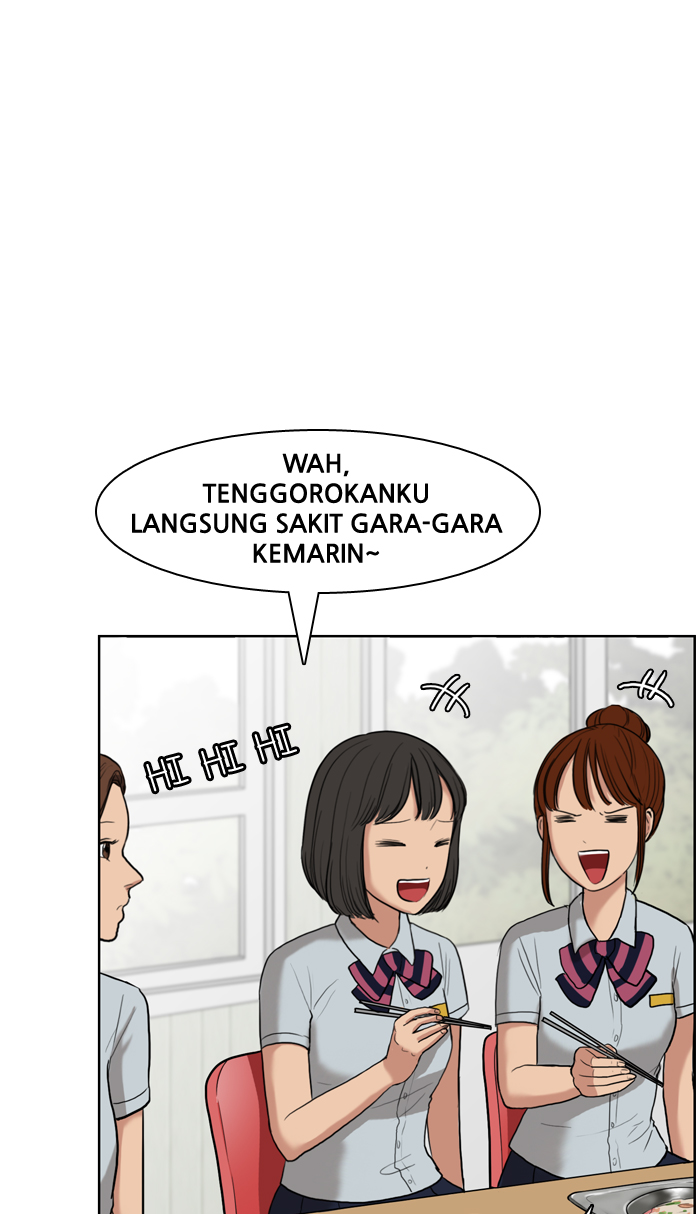 WAH,
TENGGOROKANKU
LANGSUNG SAKIT GARA-GARA
KEMARIN~
HI HI HI